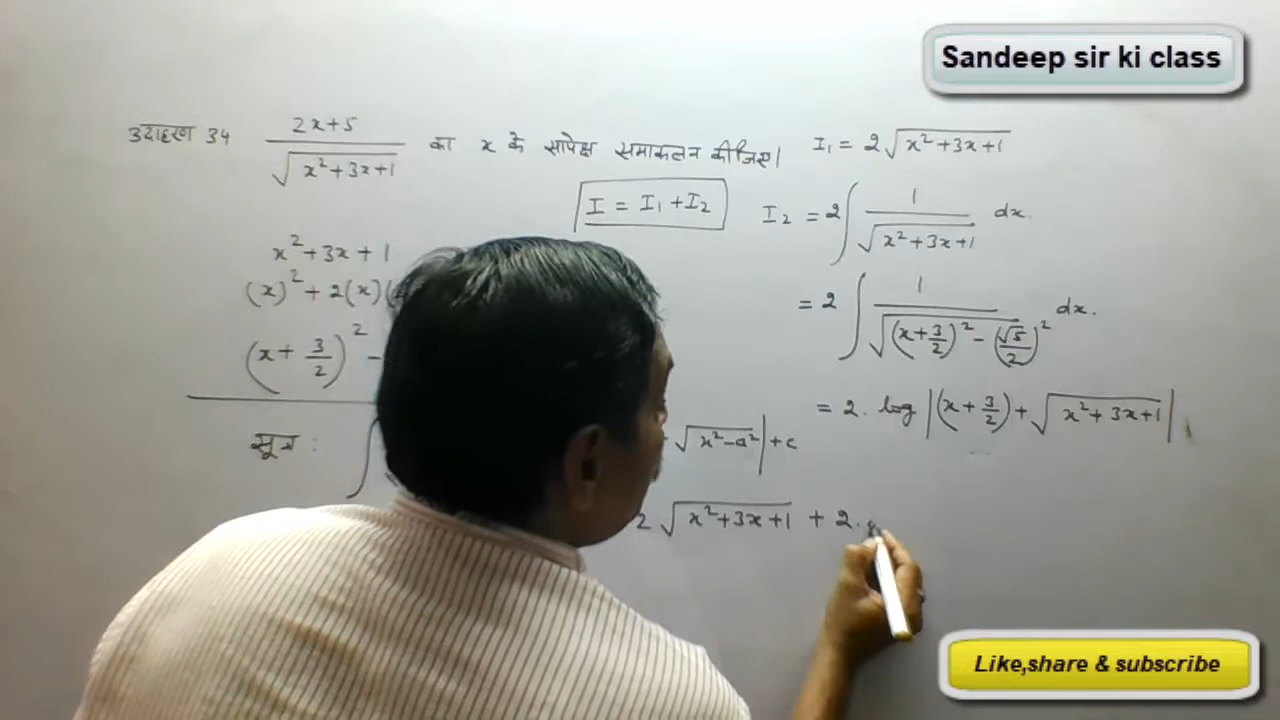 Sandeep sir ki class
उदाहरण 34 (2x+5)/√(x²+3x+1) का x के सापेक्ष समाकलन कीजिए।
I = I₁ + I₂
x² + 3x + 1
(x)² + 2(x)(
(x + 3/2)² -
सूत्र : ∫
√(x²-a²)| + c
I₁ = 2√(x²+3x+1)
I₂ = 2∫ 1/√(x²+3x+1) dx.
= 2 ∫ 1/√((x+3/2)² - (√5/2)²) dx.
= 2. log |(x+3/2) + √(x²+3x+1)|
2 √(x²+3x+1) + 2.
Like,share & subscribe